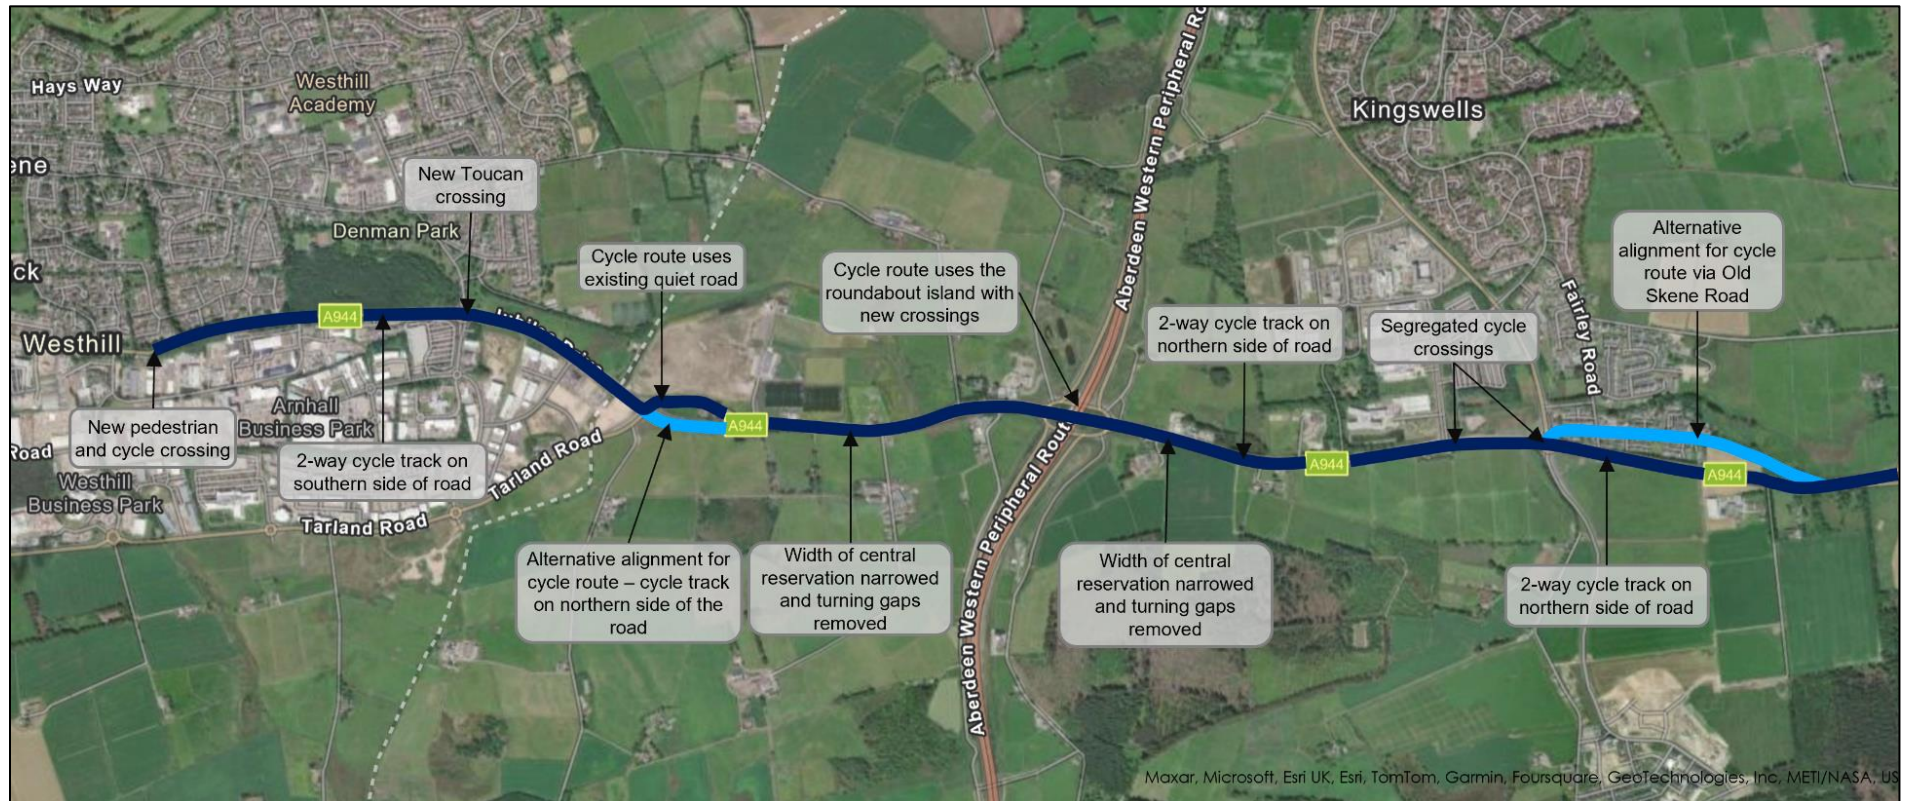 Hays Way
Westhill
Academy
Kingswells
ene
New Toucan
crossing
Denman Park
Aberdeen Western Peripheral Ro
Cycle route uses
existing quiet road
Cycle route uses the
roundabout island with
new crossings
Alternative
alignment for cycle
route via Old
Skene Road
ck
A944
Westhill
Fairley Road
2-way cycle track on
northern side of road
Segregated cycle
crossings
New pedestrian
and cycle crossing
Arnhall
Business Park
A944
Road
2-way cycle track on
southern side of road
Tarland Road
A944
A944
Westhill
Business Park
Tarland Road
Aberdeen Western Peripheral Route
Alternative alignment for
cycle route – cycle track
on northern side of the
road
Width of central
reservation narrowed
and turning gaps
removed
Width of central
reservation narrowed
and turning gaps
removed
2-way cycle track on
northern side of road
Maxar, Microsoft, Esri UK, Esri, TomTom, Garmin, Foursquare, GeoTechnologies, Inc, METI/NASA, US